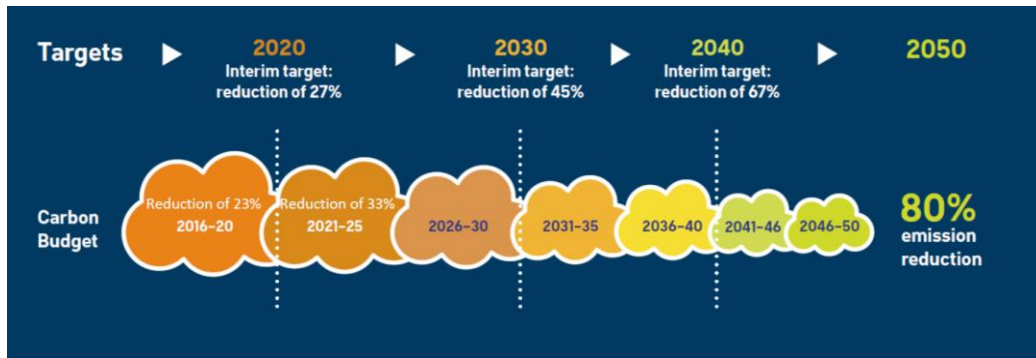 Targets
2020
Interim target:
reduction of 27%
2030
Interim target:
reduction of 45%
2040
Interim target:
reduction of 67%
2050
Carbon
Budget
Reduction of 23%
2016–20
Reduction of 33%
2021–25
2026–30
2031–35
2036–40
2041–46
2046–50
80%
emission
reduction